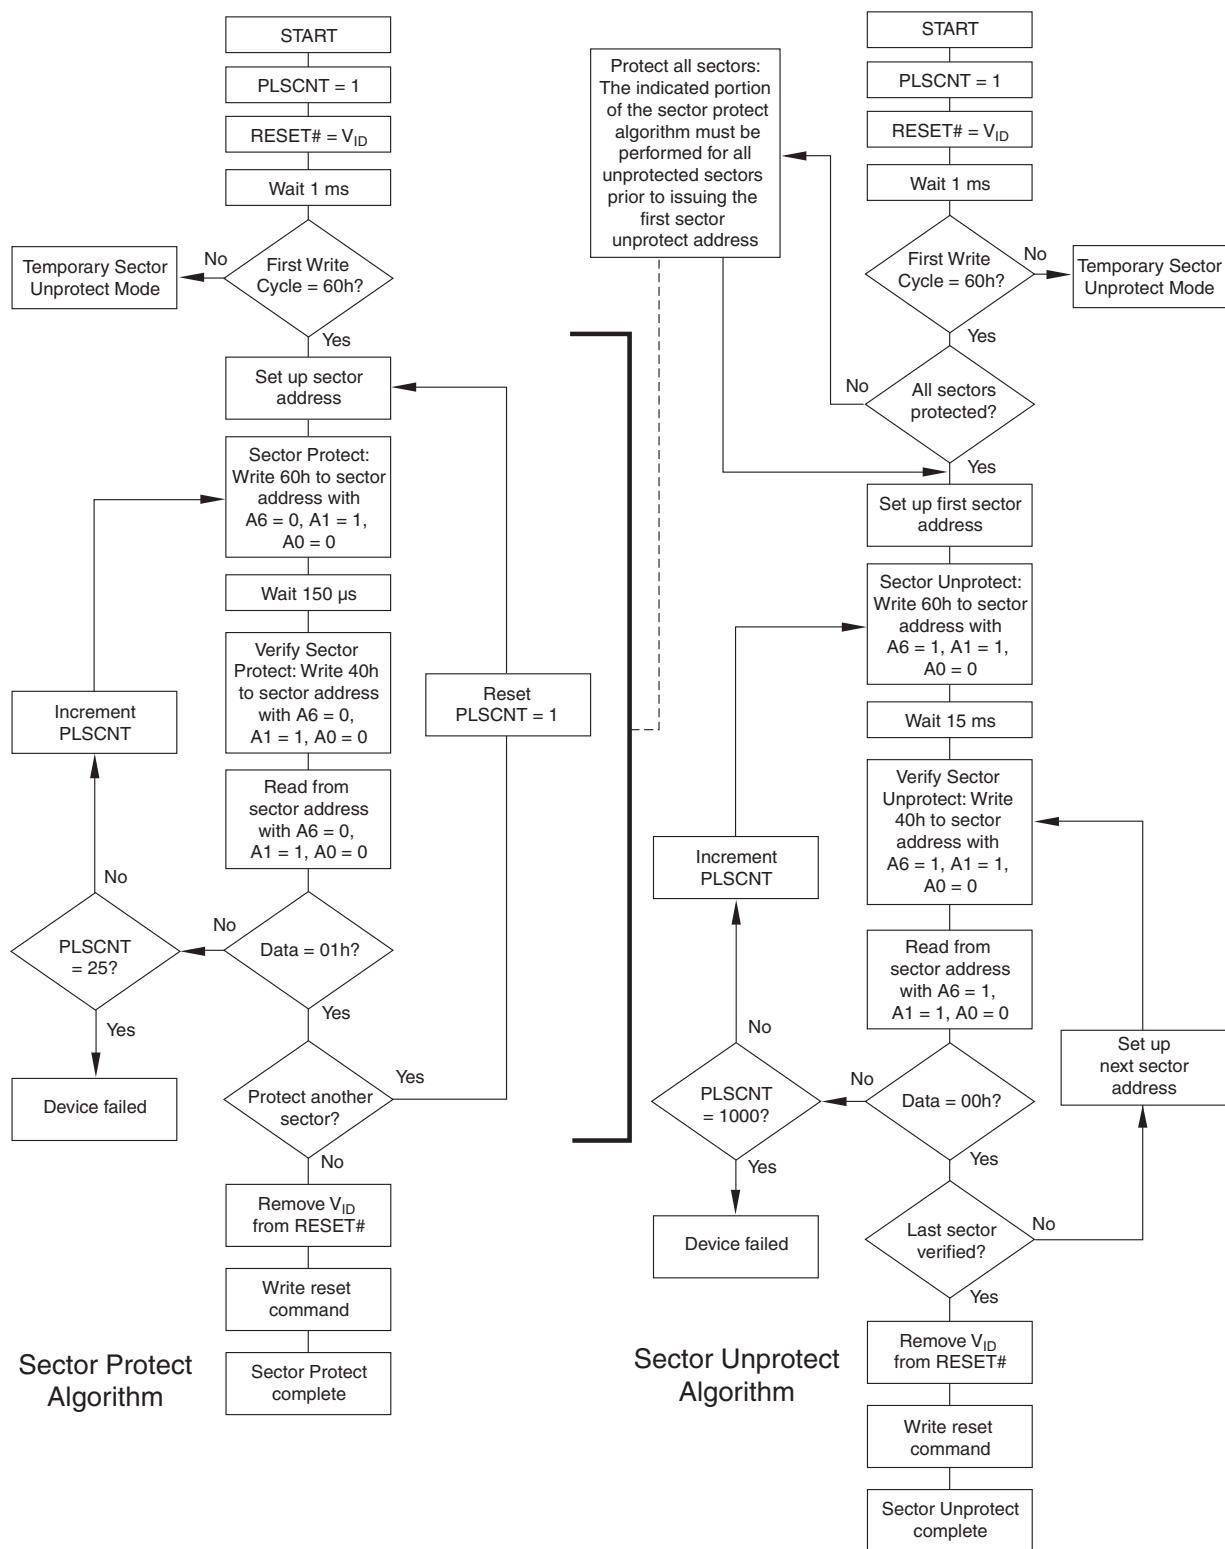 START
PLSCNT = 1
RESET# = VID
Wait 1 ms
First Write
Cycle = 60h?
No
Temporary Sector
Unprotect Mode
Yes
Set up sector
address
Sector Protect:
Write 60h to sector
address with
A6 = 0, A1 = 1,
A0 = 0
Wait 150 µs
Verify Sector
Protect: Write 40h
to sector address
with A6 = 0,
A1 = 1, A0 = 0
Increment
PLSCNT
Reset
PLSCNT = 1
Read from
sector address
with A6 = 0,
A1 = 1, A0 = 0
No
PLSCNT
= 25?
No
Data = 01h?
Yes
Yes
Device failed
Protect another
sector?
Yes
No
Remove VID
from RESET#
Write reset
command
Sector Protect
complete
Sector Protect
Algorithm
Protect all sectors:
The indicated portion
of the sector protect
algorithm must be
performed for all
unprotected sectors
prior to issuing the
first sector
unprotect address
START
PLSCNT = 1
RESET# = VID
Wait 1 ms
First Write
Cycle = 60h?
No
Temporary Sector
Unprotect Mode
Yes
No
All sectors
protected?
Yes
Set up first sector
address
Sector Unprotect:
Write 60h to sector
address with
A6 = 1, A1 = 1,
A0 = 0
Wait 15 ms
Verify Sector
Unprotect: Write
40h to sector
address with
A6 = 1, A1 = 1,
A0 = 0
Increment
PLSCNT
Read from
sector address
with A6 = 1,
A1 = 1, A0 = 0
No
PLSCNT
= 1000?
No
Data = 00h?
Set up
next sector
address
Yes
Yes
Device failed
Last sector
verified?
No
Yes
Remove VID
from RESET#
Write reset
command
Sector Unprotect
complete
Sector Unprotect
Algorithm